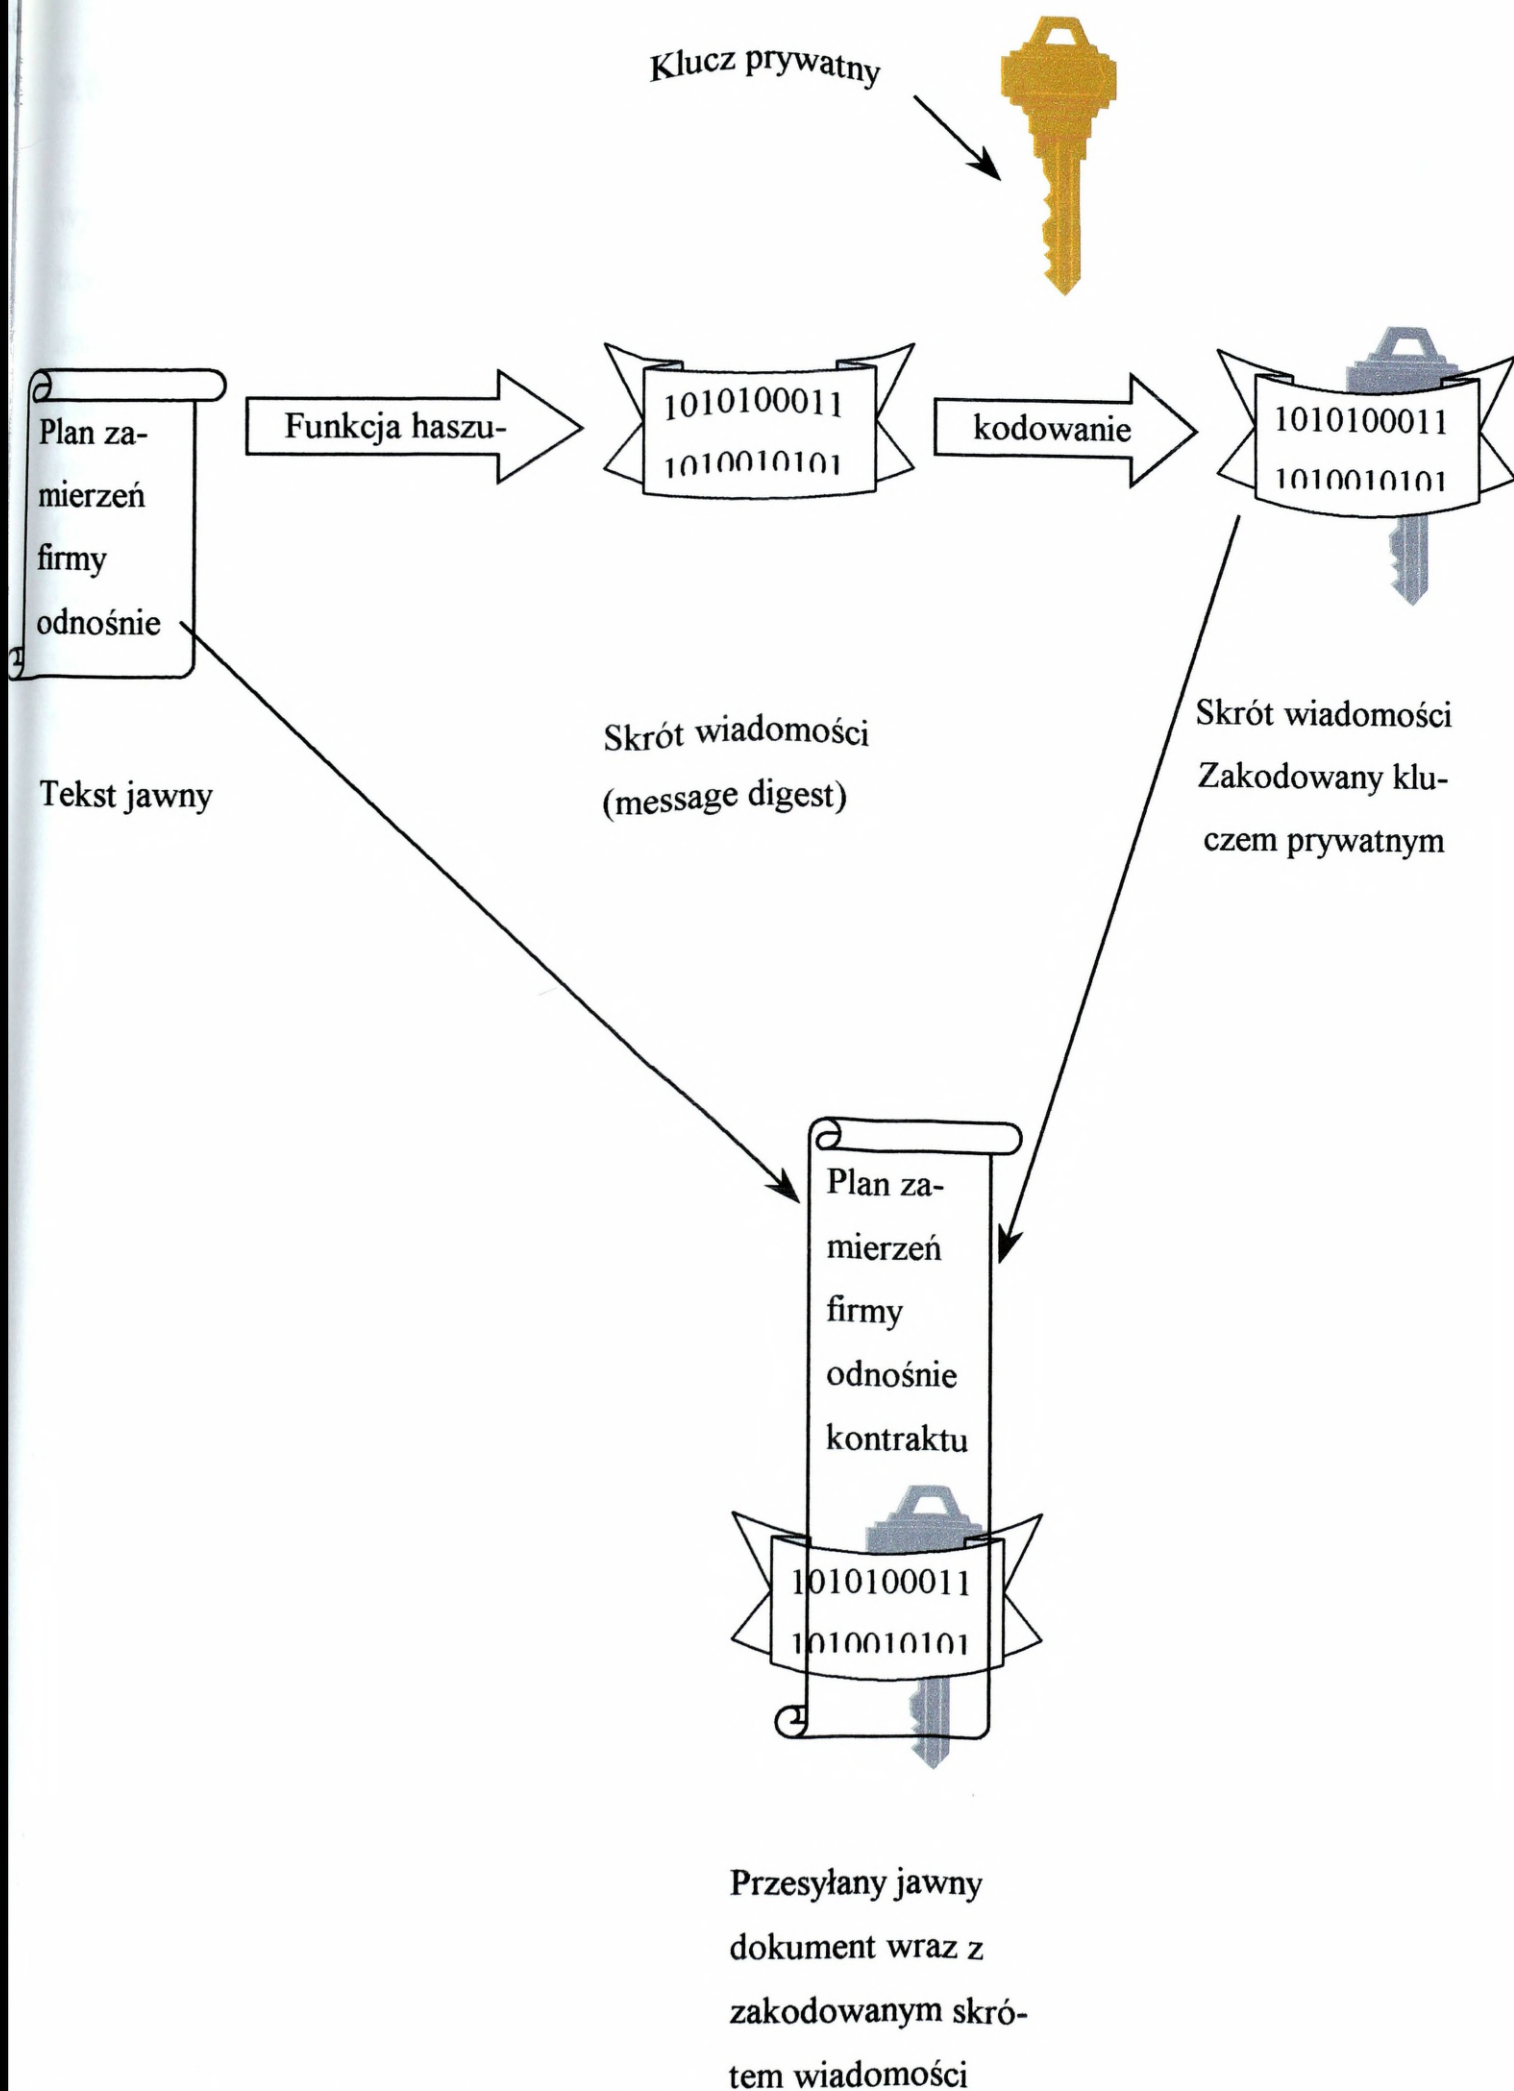 Klucz prywatny
Plan za-
mierzeń
firmy
odnośnie
Funkcja haszu-
1010100011
1010010101
kodowanie
1010100011
1010010101
Tekst jawny
Skrót wiadomości
(message digest)
Skrót wiadomości
Zakodowany klu-
czem prywatnym
Plan za-
mierzeń
firmy
odnośnie
kontraktu
1010100011
1010010101
Przesyłany jawny
dokument wraz z
zakodowanym skró-
tem wiadomości